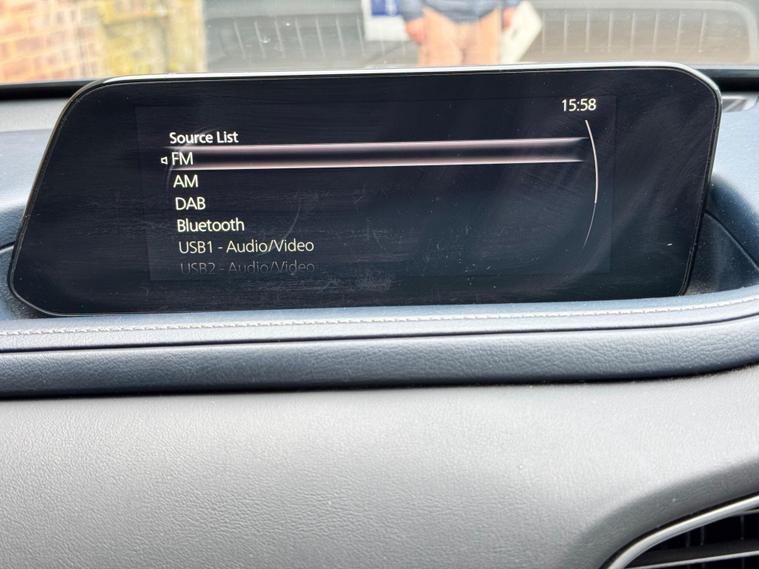 15:58
Source List
FM
AM
DAB
Bluetooth
USB1 - Audio/Video
USB2 - Audio/Video